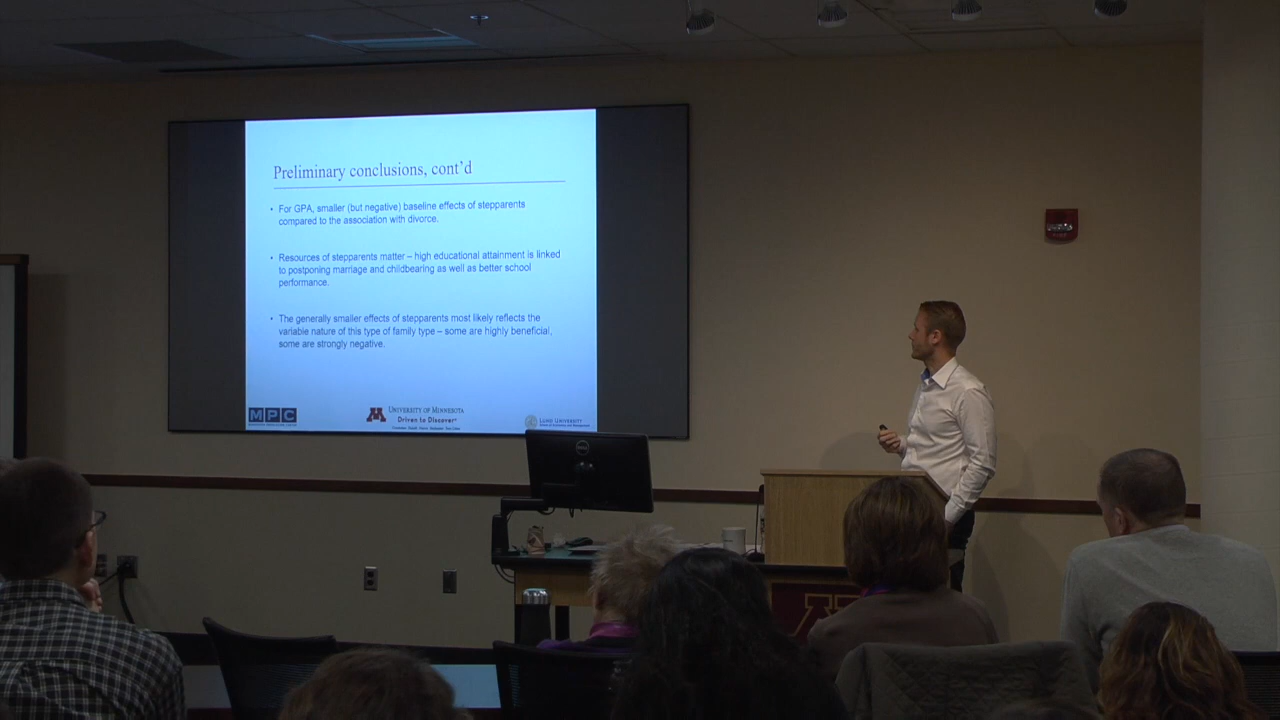 Preliminary conclusions, cont'd
• For GPA, smaller (but negative) baseline effects of stepparents
compared to the association with divorce.
• Resources of stepparents matter – high educational attainment is linked
to postponing marriage and childbearing as well as better school
performance.
• The generally smaller effects of stepparents most likely reflects the
variable nature of this type of family type – some are highly beneficial,
some are strongly negative.
MPC
UNIVERSITY OF MINNESOTA
Driven to Discover
LUND UNIVERSITY
DELL